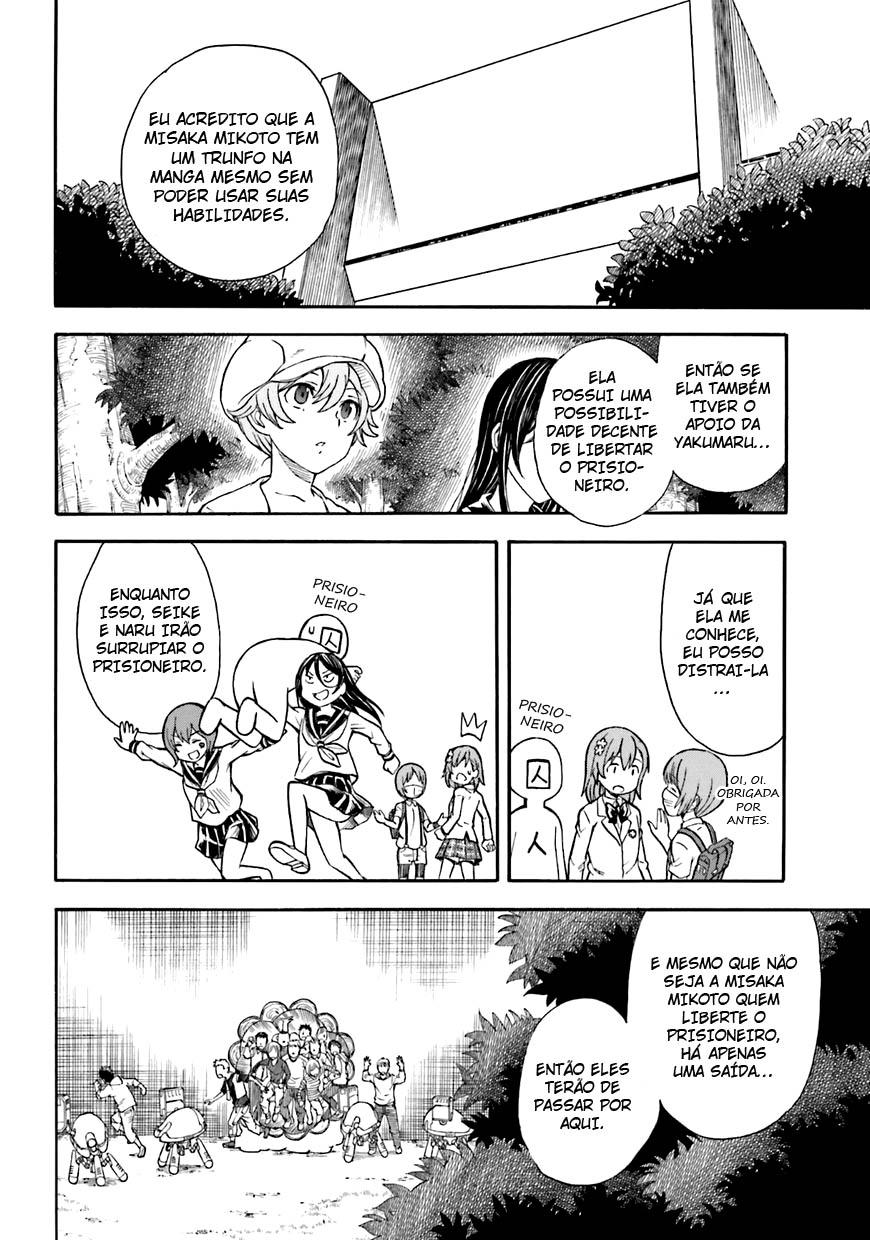 EU ACREDITO QUE A
MISAKA MIKOTO TEM
UM TRUNFO NA
MANGA MESMO SEM
PODER USAR SUAS
HABILIDADES.
ENTÃO SE
ELA TAMBÉM
TIVER O
APOIO DA
YAKUMARU...
ELA
POSSUI UMA
POSSIBILI-
DADE DECENTE
DE LIBERTAR
O PRISIO-
NEIRO.
JÁ QUE
ELA ME
CONHECE,
EU POSSO
DISTRAI-LA
...
OI, OI.
OBRIGADA
POR
ANTES.
PRISIO-
NEIRO
囚
人
PRISIO-
NEIRO
囚
ENQUANTO
ISSO, SEIKE
E NARU IRÃO
SURRUPIAR O
PRISIONEIRO.
E MESMO QUE NÃO
SEJA A MISAKA
MIKOTO QUEM
LIBERTE O
PRISIONEIRO,
HÁ APENAS
UMA SAÍDA...
ENTÃO ELES
TERÃO DE
PASSAR POR
AQUI.